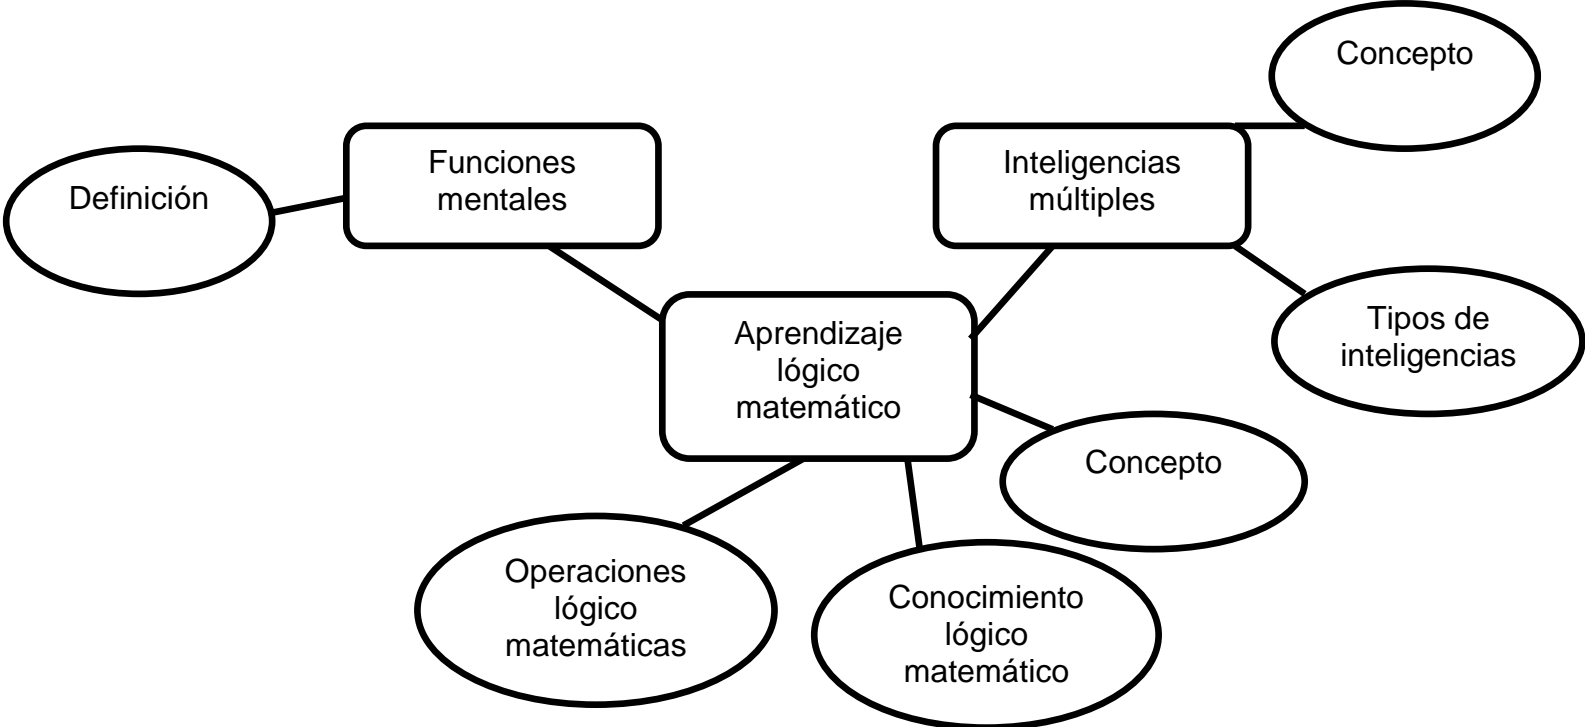 Concepto
Funciones
mentales
Inteligencias
múltiples
Definición
Aprendizaje
lógico
matemático
Tipos de
inteligencias
Concepto
Operaciones
lógico
matemáticas
Conocimiento
lógico
matemático